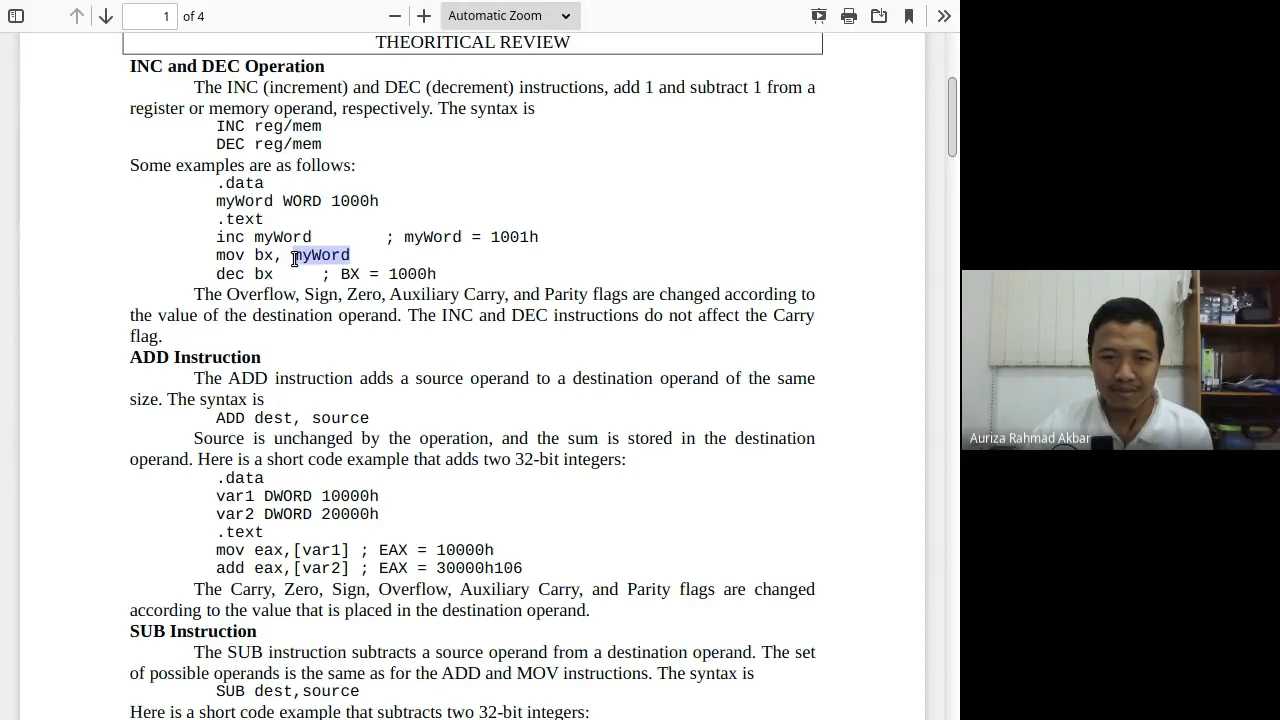 1 of 4 Automatic Zoom
THEORITICAL REVIEW
INC and DEC Operation
The INC (increment) and DEC (decrement) instructions, add 1 and subtract 1 from a
register or memory operand, respectively. The syntax is
INC reg/mem
DEC reg/mem
Some examples are as follows:
.data
myWord WORD 1000h
.text
inc myWord ; myWord = 1001h
mov bx, myWord
dec bx ; BX = 1000h
The Overflow, Sign, Zero, Auxiliary Carry, and Parity flags are changed according to
the value of the destination operand. The INC and DEC instructions do not affect the Carry
flag.
ADD Instruction
The ADD instruction adds a source operand to a destination operand of the same
size. The syntax is
ADD dest, source
Source is unchanged by the operation, and the sum is stored in the destination
operand. Here is a short code example that adds two 32-bit integers:
.data
var1 DWORD 10000h
var2 DWORD 20000h
.text
mov eax,[var1] ; EAX = 10000h
add eax,[var2] ; EAX = 30000h106
The Carry, Zero, Sign, Overflow, Auxiliary Carry, and Parity flags are changed
according to the value that is placed in the destination operand.
SUB Instruction
The SUB instruction subtracts a source operand from a destination operand. The set
of possible operands is the same as for the ADD and MOV instructions. The syntax is
SUB dest,source
Here is a short code example that subtracts two 32-bit integers:
Auriza Rahmad Akbar